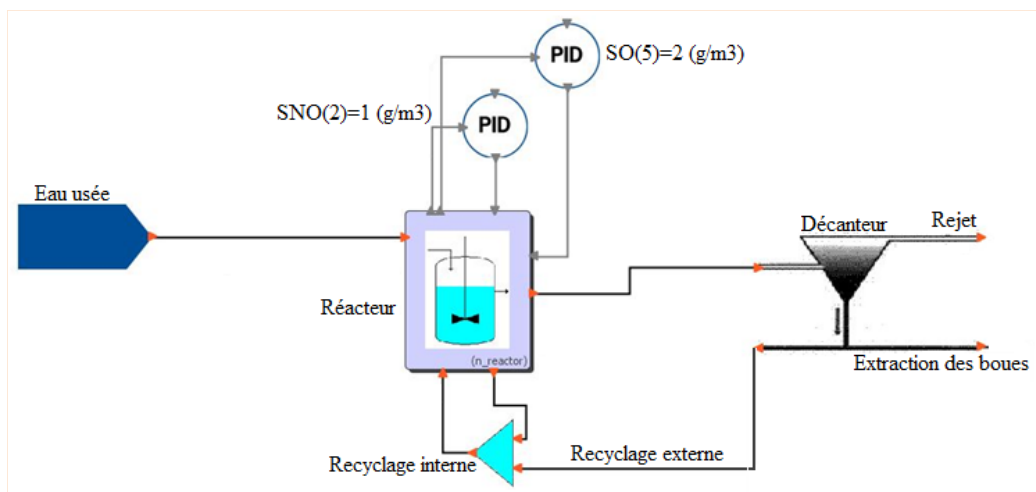 PID
SO(5)=2 (g/m3)
SNO(2)=1 (g/m3)
PID
Eau usée
Décanteur
Rejet
Réacteur
(n_reactor)
Extraction des boues
Recyclage interne
Recyclage externe